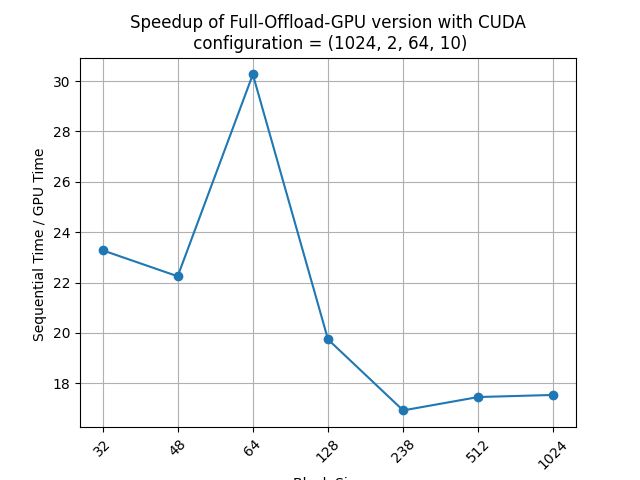 Speedup of Full-Offload-GPU version with CUDA
configuration = (1024, 2, 64, 10)
Sequential Time / GPU Time
30
28
26
24
22
20
18
32 48 64 128 238 512 1024